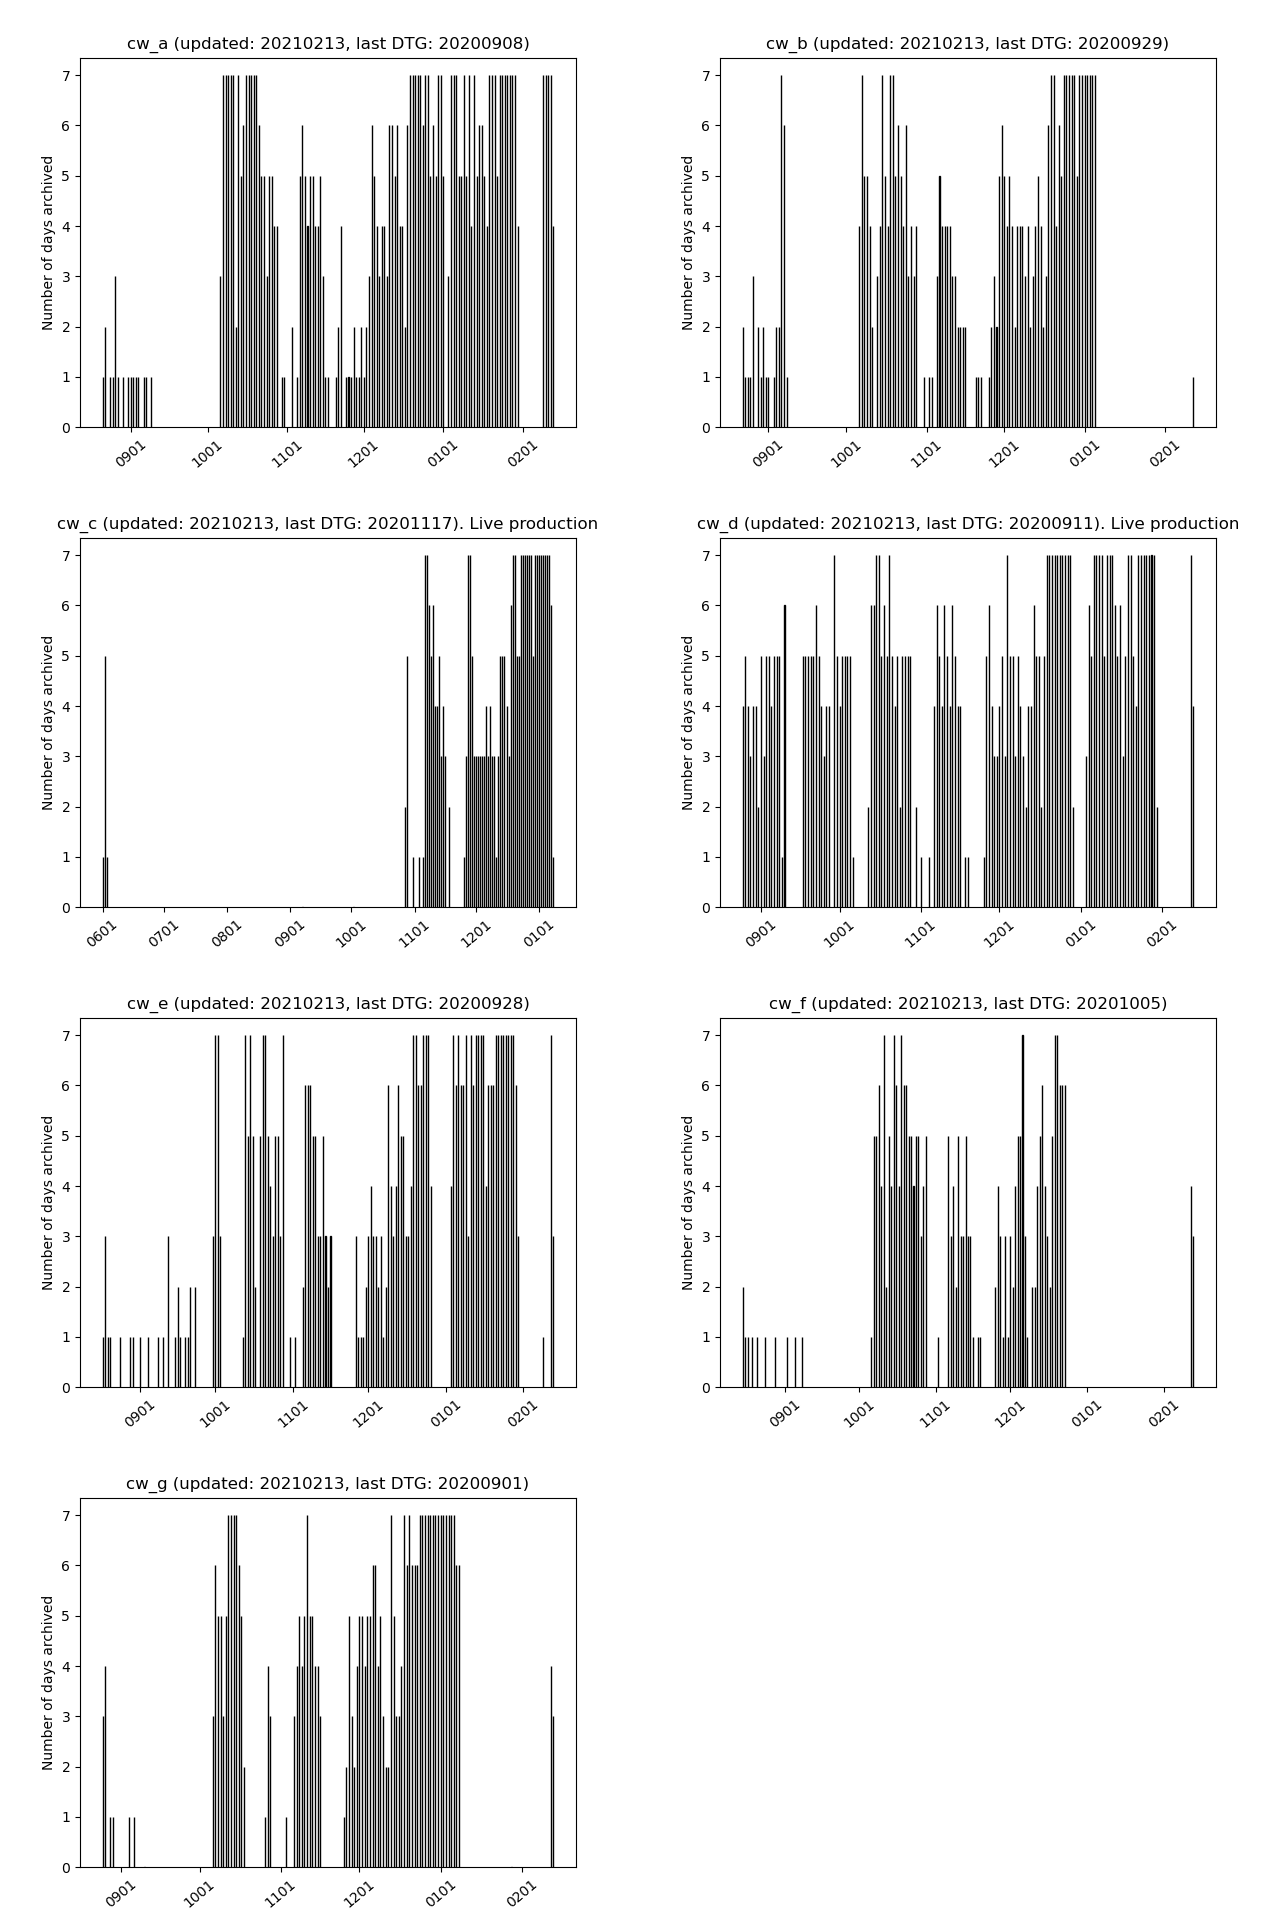 cw_a (updated: 20210213, last DTG: 20200908)
Number of days archived
7
6
5
4
3
2
1
0
0901 1001 1101 1201 0101 0201
cw_b (updated: 20210213, last DTG: 20200929)
Number of days archived
7
6
5
4
3
2
1
0
0901 1001 1101 1201 0101 0201
cw_c (updated: 20210213, last DTG: 20201117). Live production
Number of days archived
7
6
5
4
3
2
1
0
0601 0701 0801 0901 1001 1101 1201 0101
cw_d (updated: 20210213, last DTG: 20200911). Live production
Number of days archived
7
6
5
4
3
2
1
0
0901 1001 1101 1201 0101 0201
cw_e (updated: 20210213, last DTG: 20200928)
Number of days archived
7
6
5
4
3
2
1
0
0901 1001 1101 1201 0101 0201
cw_f (updated: 20210213, last DTG: 20201005)
Number of days archived
7
6
5
4
3
2
1
0
0901 1001 1101 1201 0101 0201
cw_g (updated: 20210213, last DTG: 20200901)
Number of days archived
7
6
5
4
3
2
1
0
0901 1001 1101 1201 0101 0201